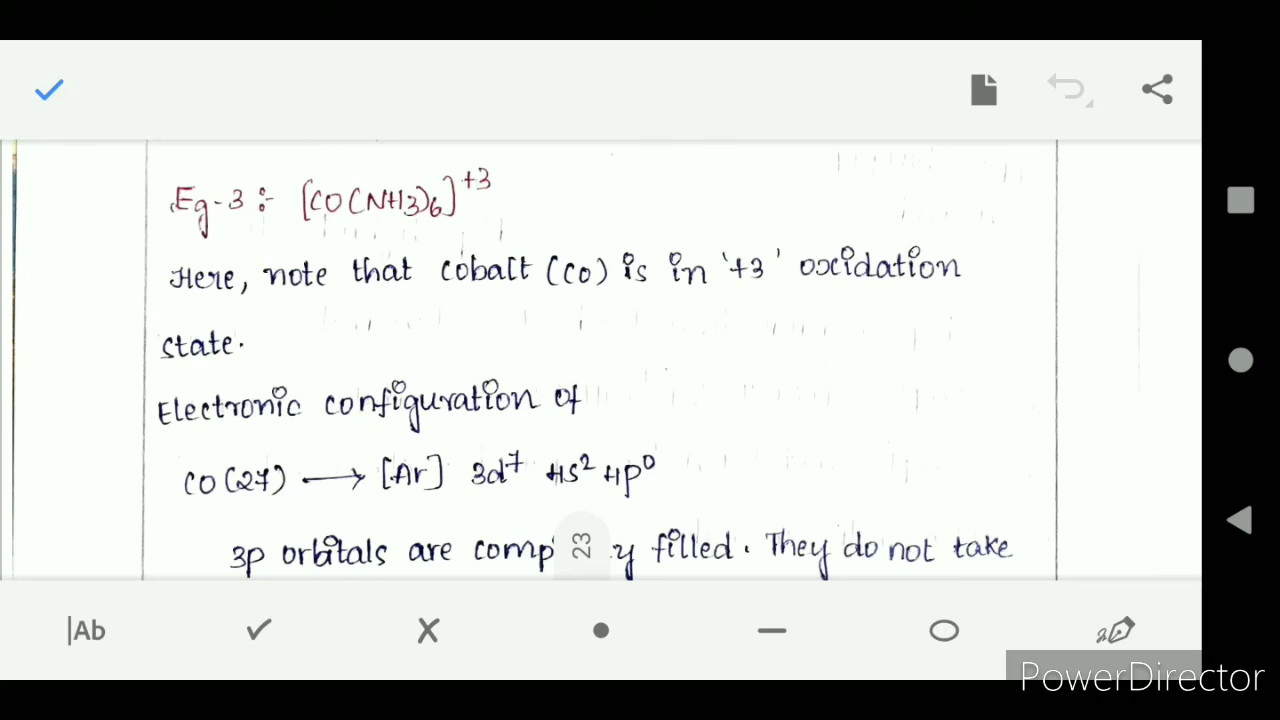 Eg-3 :- [CO(NH3)6]+3
Here, note that cobalt (CO) is in '+3' oxidation
state.
Electronic configuration of
CO(27) → [Ar] 3d7 4s2 4p0
3p orbitals are comp 23 y filled. They do not take
|Ab
PowerDirector